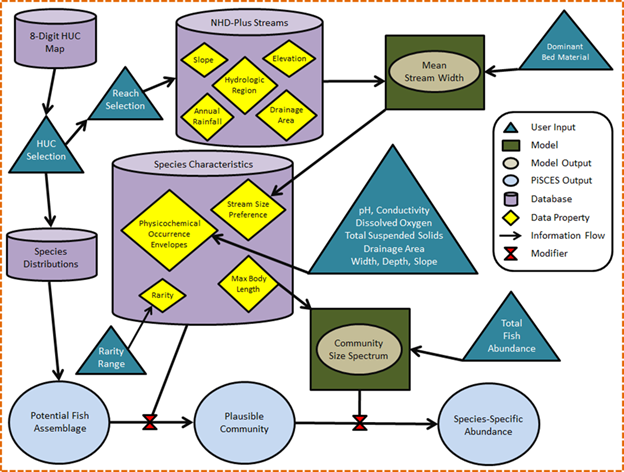 8-Digit HUC
Map
NHD-Plus Streams
Slope
Elevation
Hydrologic
Region
Annual
Rainfall
Drainage
Area
Mean
Stream Width
Dominant
Bed Material
Reach
Selection
HUC
Selection
User Input
Model
Model Output
PiSCES Output
Database
Data Property
Information Flow
Modifier
Species Characteristics
Stream Size
Preference
Physicochemical
Occurrence
Envelopes
Max Body
Length
Rarity
pH, Conductivity
Dissolved Oxygen
Total Suspended Solids
Drainage Area
Width, Depth, Slope
Species
Distributions
Rarity
Range
Community
Size Spectrum
Total
Fish
Abundance
Potential Fish
Assemblage
Plausible
Community
Species-Specific
Abundance